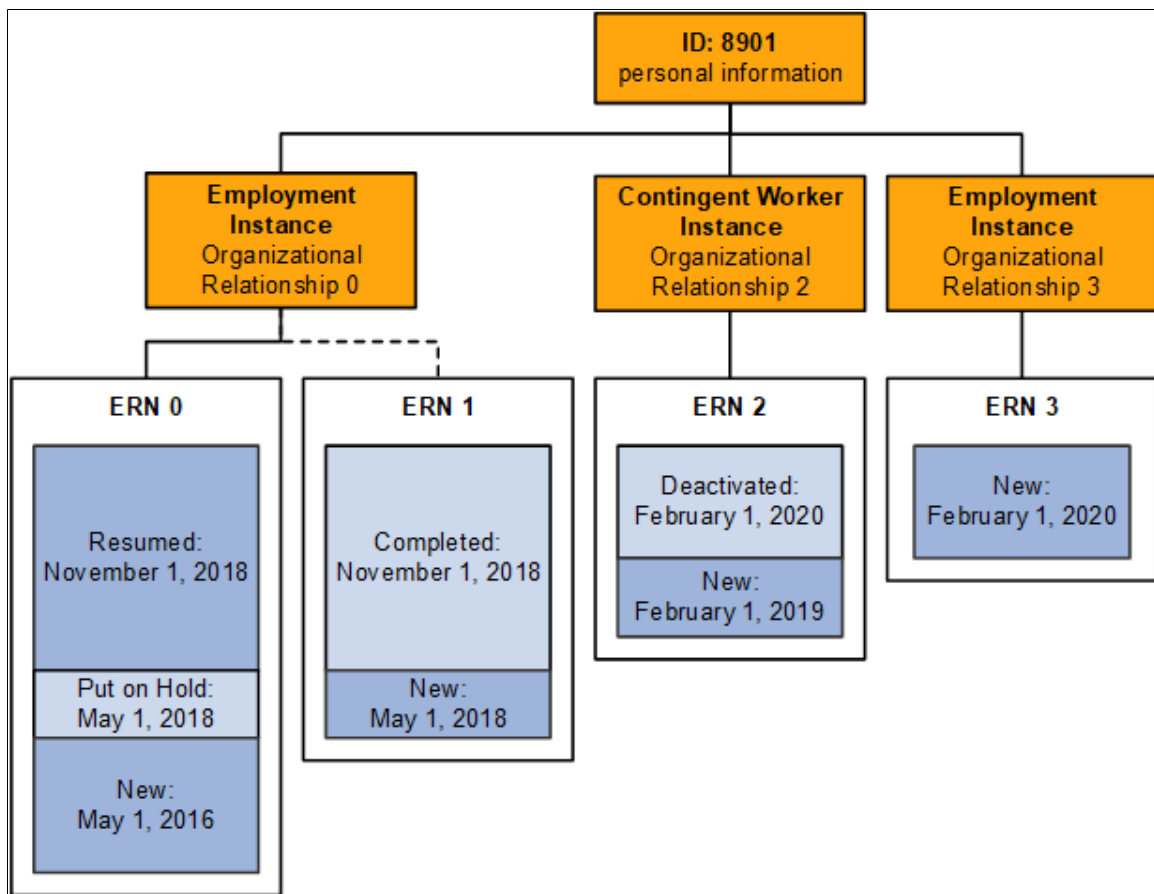 ID: 8901
personal information
Employment
Instance
Organizational
Relationship 0
Contingent Worker
Instance
Organizational
Relationship 2
Employment
Instance
Organizational
Relationship 3
ERN 0
Resumed:
November 1, 2018
Put on Hold:
May 1, 2018
New:
May 1, 2016
ERN 1
Completed:
November 1, 2018
New:
May 1, 2018
ERN 2
Deactivated:
February 1, 2020
New:
February 1, 2019
ERN 3
New:
February 1, 2020